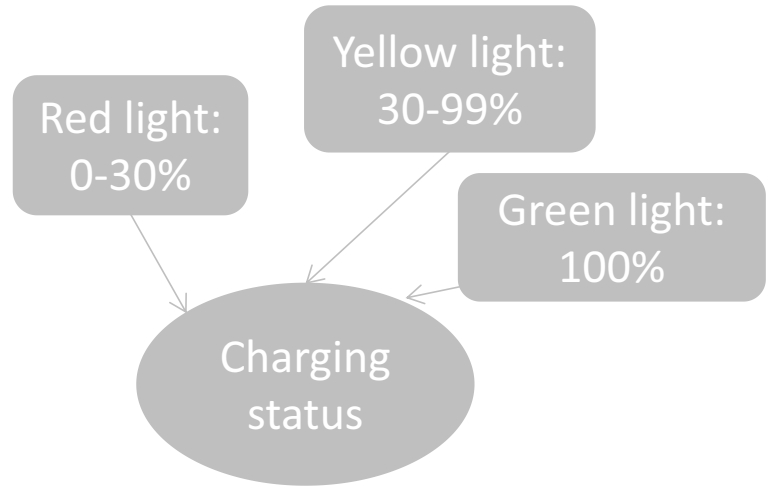 Yellow light:
30-99%
Red light:
0-30%
Green light:
100%
Charging
status